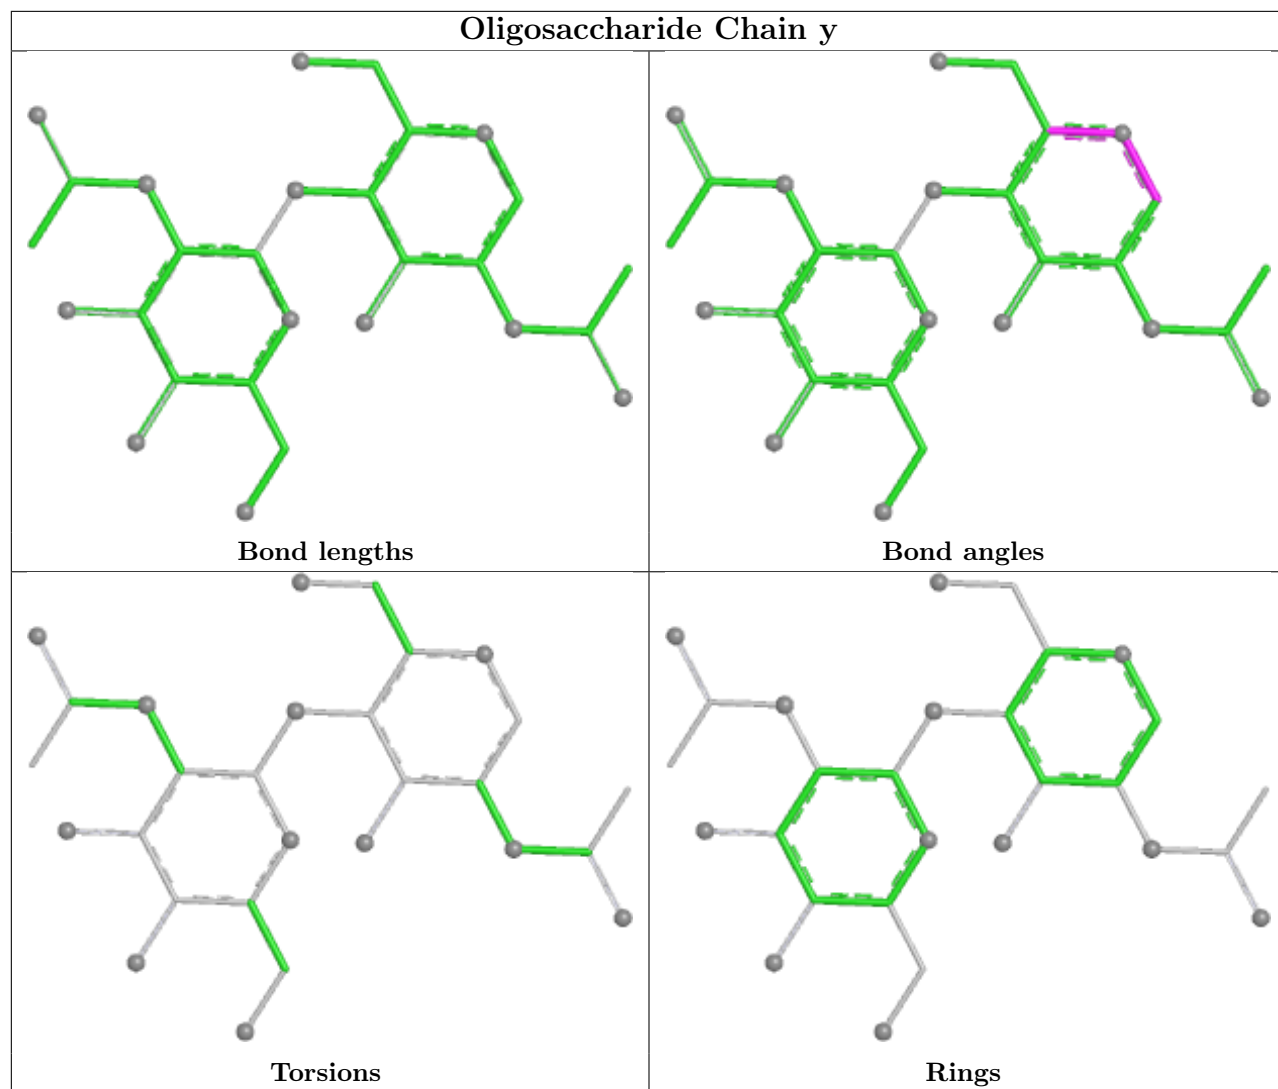 Oligosaccharide Chain y
Bond lengths
Bond angles
Torsions
Rings